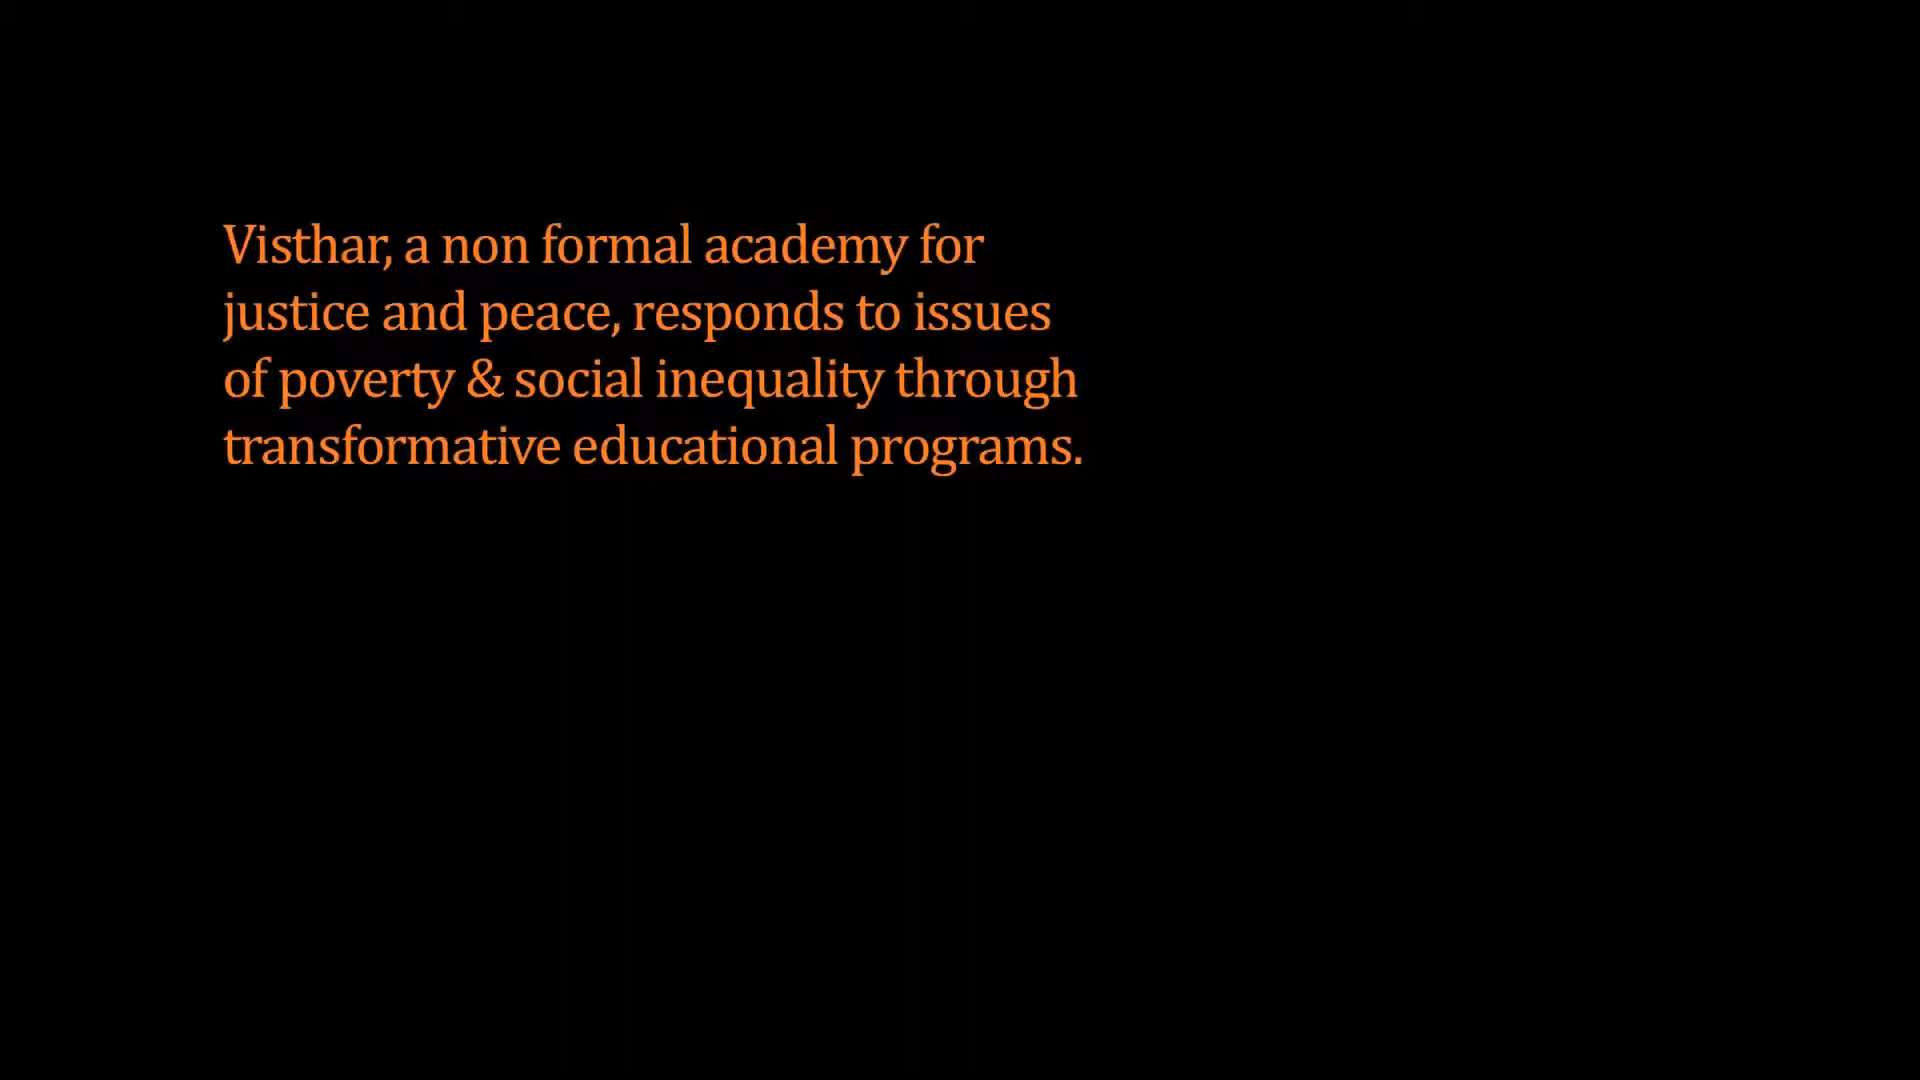 Visthar, a non formal academy for
justice and peace, responds to issues
of poverty & social inequality through
transformative educational programs.